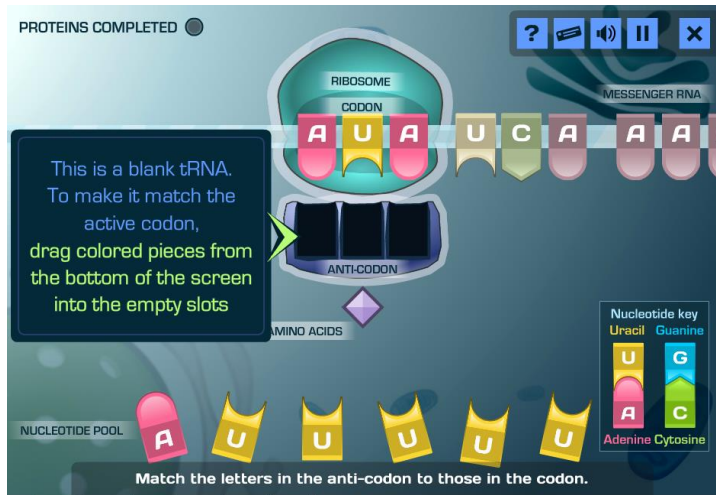 PROTEINS COMPLETED
?
RIBOSOME
CODON
MESSENGER RNA
A U A U C A A A
This is a blank tRNA.
To make it match the
active codon,
drag colored pieces from
the bottom of the screen
into the empty slots
ANTI-CODON
AMINO ACIDS
Nucleotide key
Uracil Guanine
U G
A C
Adenine Cytosine
NUCLEOTIDE POOL
A U U U U U
Match the letters in the anti-codon to those in the codon.